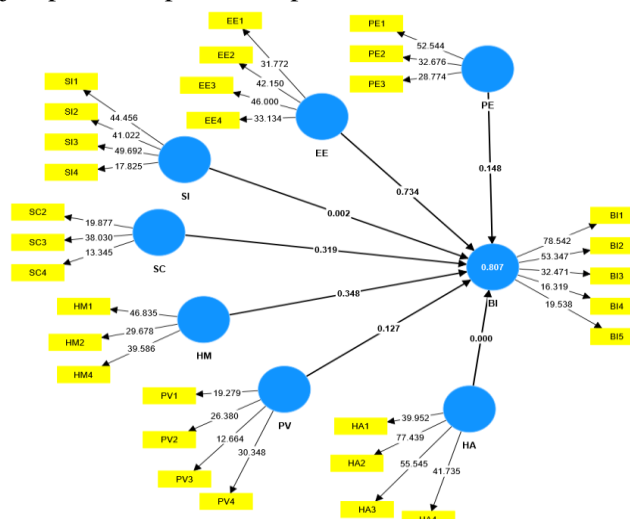 EE1
EE2
EE3
EE4
31.772
42.150
46.000
33.134
EE
PE1
PE2
PE3
52.544
32.676
28.774
PE
SI1
SI2
SI3
SI4
44.456
41.022
49.692
17.825
SI
0.148
0.734
0.002
SC2
SC3
SC4
19.877
38.030
13.345
SC
0.319
0.807
BI
78.542
53.347
32.471
16.319
19.538
BI1
BI2
BI3
BI4
BI5
HM1
HM2
HM4
46.835
29.678
39.586
HM
0.348
0.127
0.000
PV1
PV2
PV3
PV4
19.279
26.380
12.664
30.348
PV
HA1
HA2
HA3
39.952
77.439
55.545
41.735
HA